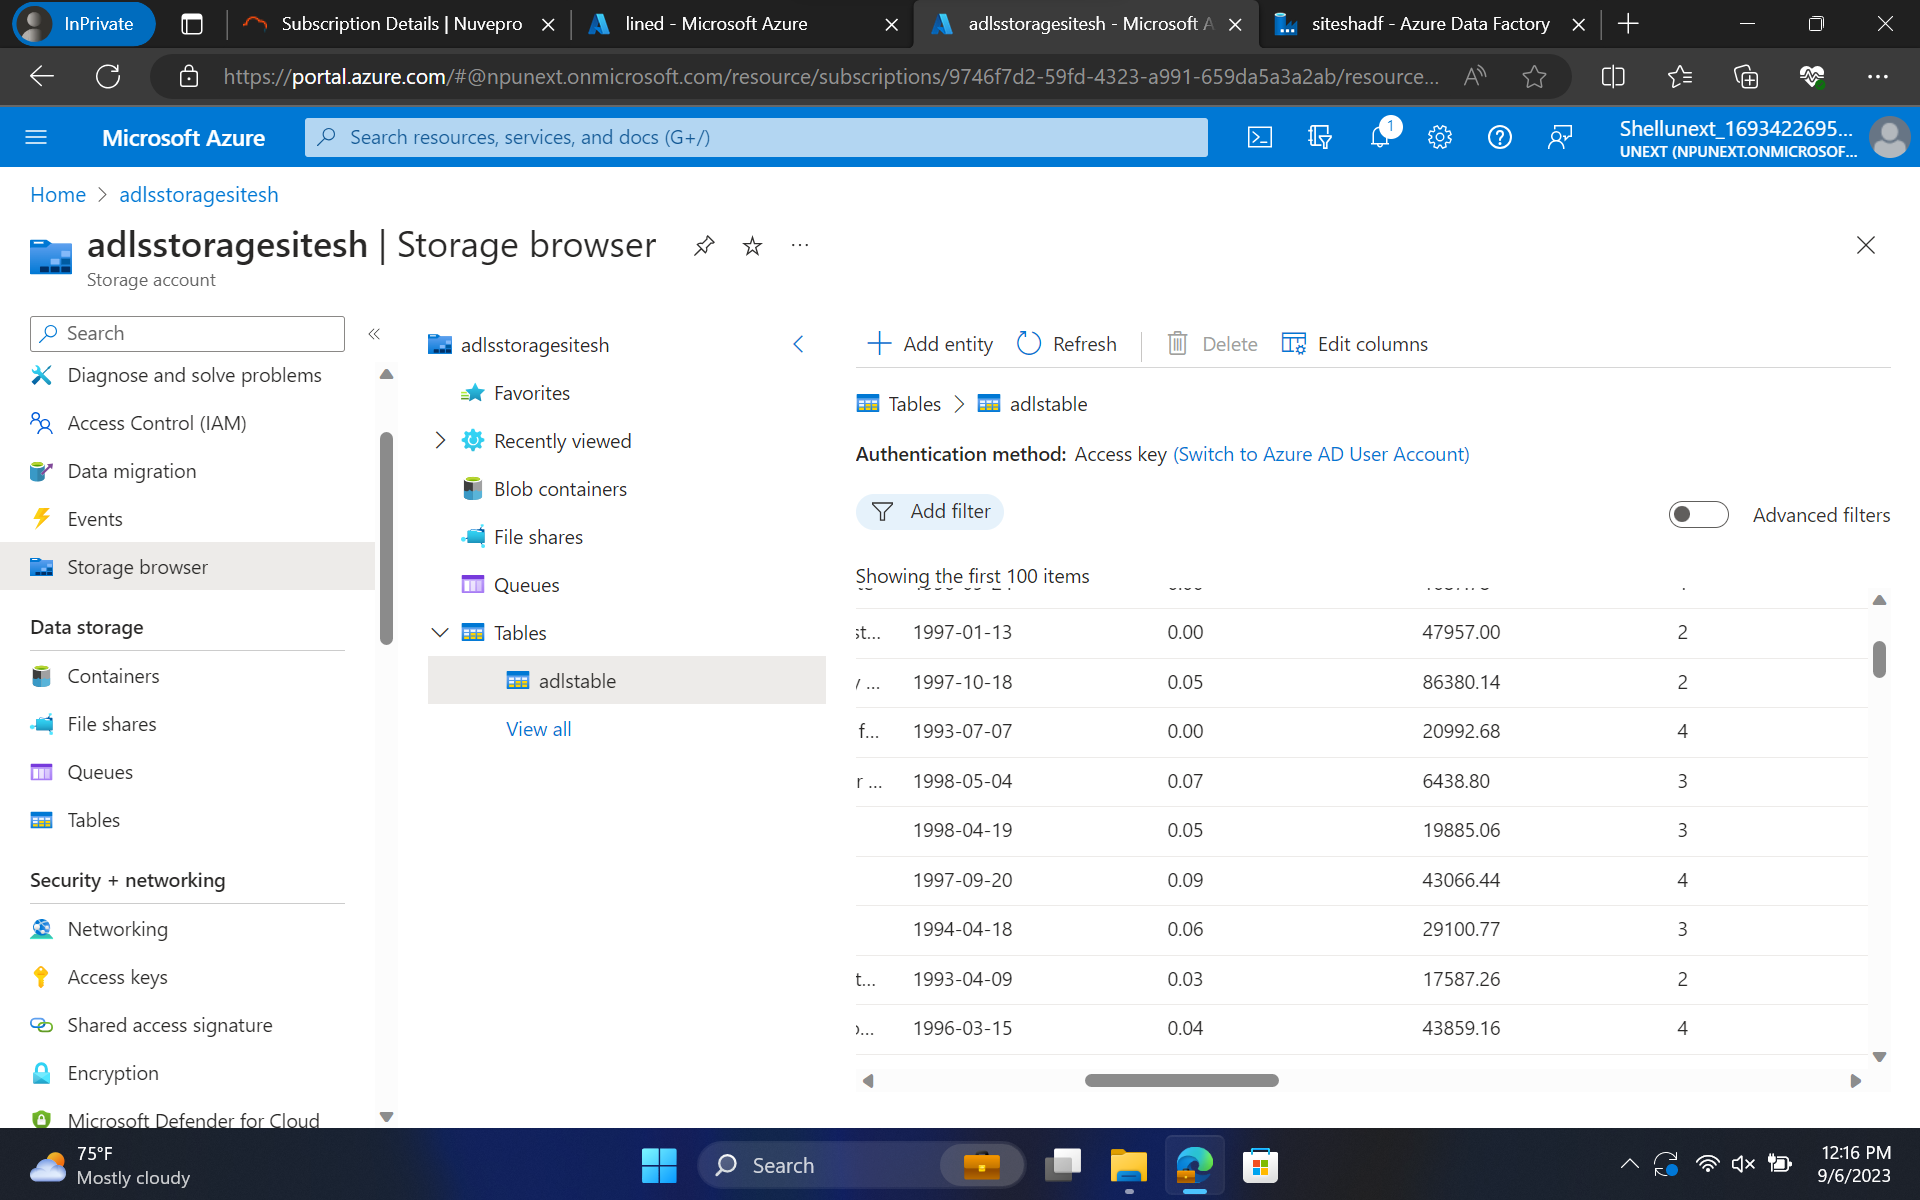 InPrivate
Subscription Details | Nuvepro
lined - Microsoft Azure
adlsstoragesitesh - Microsoft A
siteshadf - Azure Data Factory
https://portal.azure.com/#@npunext.onmicrosoft.com/resource/subscriptions/9746f7d2-59fd-4323-a991-659da5a3a2ab/resource...
Microsoft Azure
Search resources, services, and docs (G+/)
1
Shellunext_1693422695...
UNEXT (NPUNEXT.ONMICROSOF...
Home > adlsstoragesitesh
adlsstoragesitesh | Storage browser
Storage account
Search
Diagnose and solve problems
Access Control (IAM)
Data migration
Events
Storage browser
Data storage
Containers
File shares
Queues
Tables
Security + networking
Networking
Access keys
Shared access signature
Encryption
Microsoft Defender for Cloud
adlsstoragesitesh
Favorites
Recently viewed
Blob containers
File shares
Queues
Tables
adlstable
View all
Add entity
Refresh
Delete
Edit columns
Tables > adlstable
Authentication method: Access key (Switch to Azure AD User Account)
Add filter
Advanced filters
Showing the first 100 items
st... 1997-01-13 0.00 47957.00 2
y ... 1997-10-18 0.05 86380.14 2
f... 1993-07-07 0.00 20992.68 4
r ... 1998-05-04 0.07 6438.80 3
1998-04-19 0.05 19885.06 3
1997-09-20 0.09 43066.44 4
1994-04-18 0.06 29100.77 3
t... 1993-04-09 0.03 17587.26 2
o... 1996-03-15 0.04 43859.16 4
75°F
Mostly cloudy
Search
12:16 PM
9/6/2023